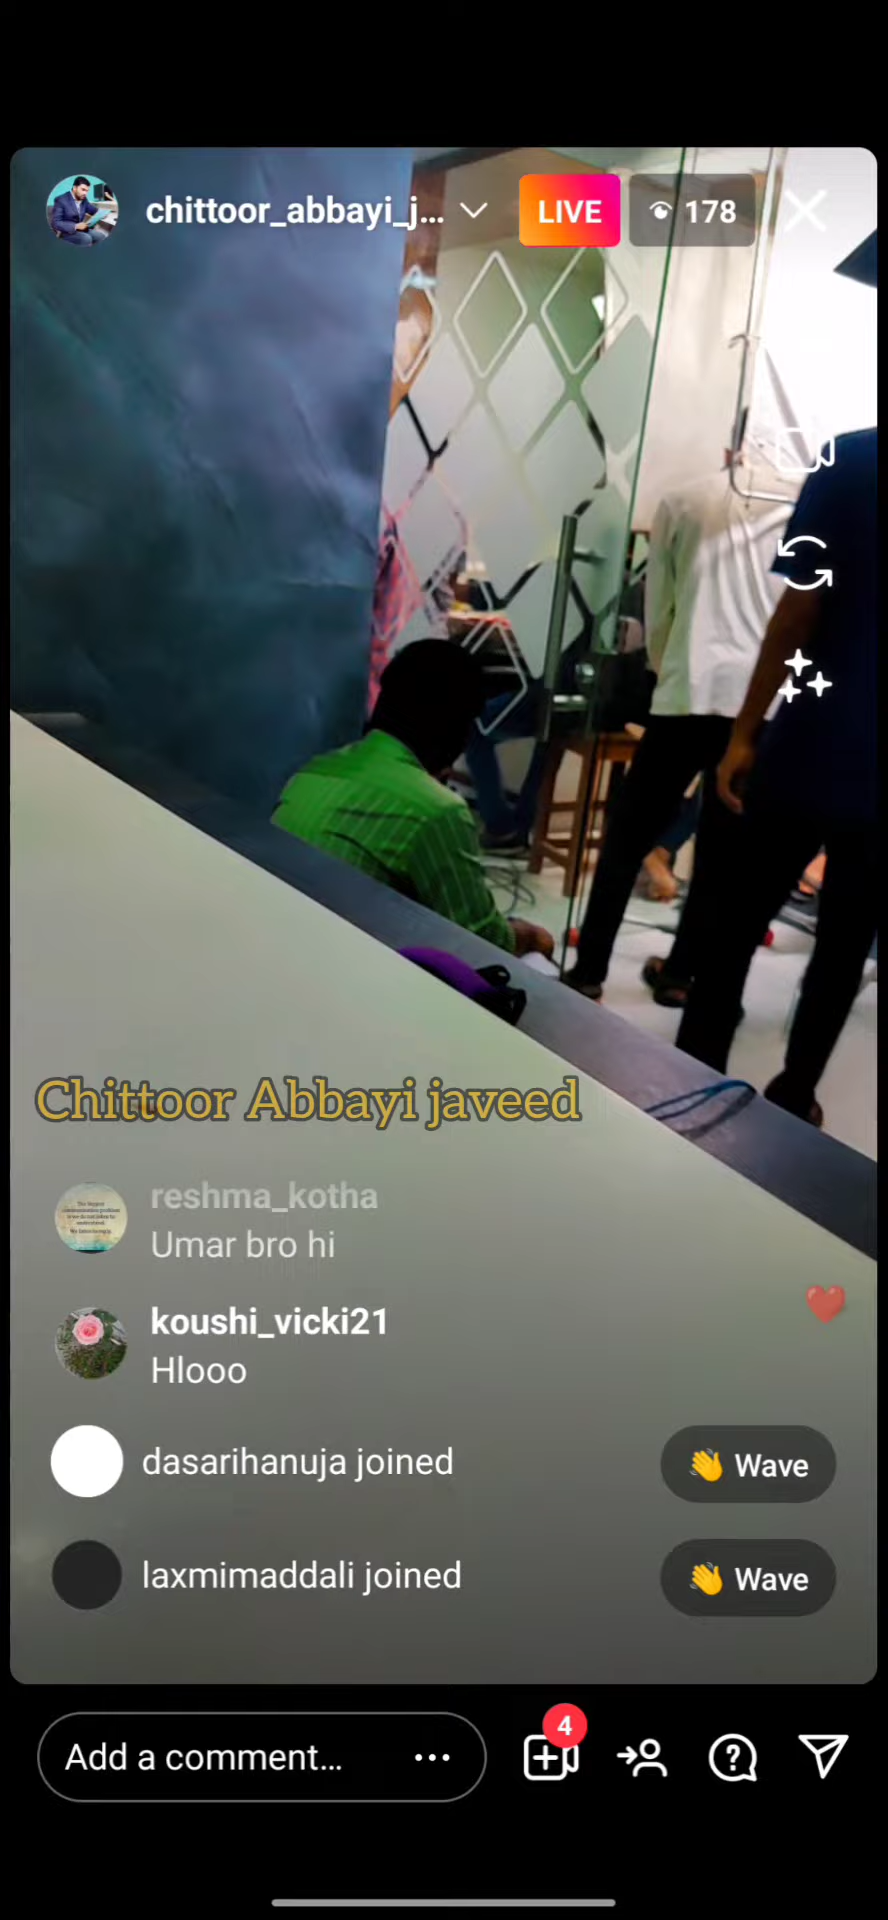 chittoor_abbayi_j...
LIVE
178
Chittoor Abbayi javeed
reshma_kotha
Umar bro hi
koushi_vicki21
Hlooo
dasarihanuja joined
👋 Wave
laxmimaddali joined
👋 Wave
4
Add a comment...